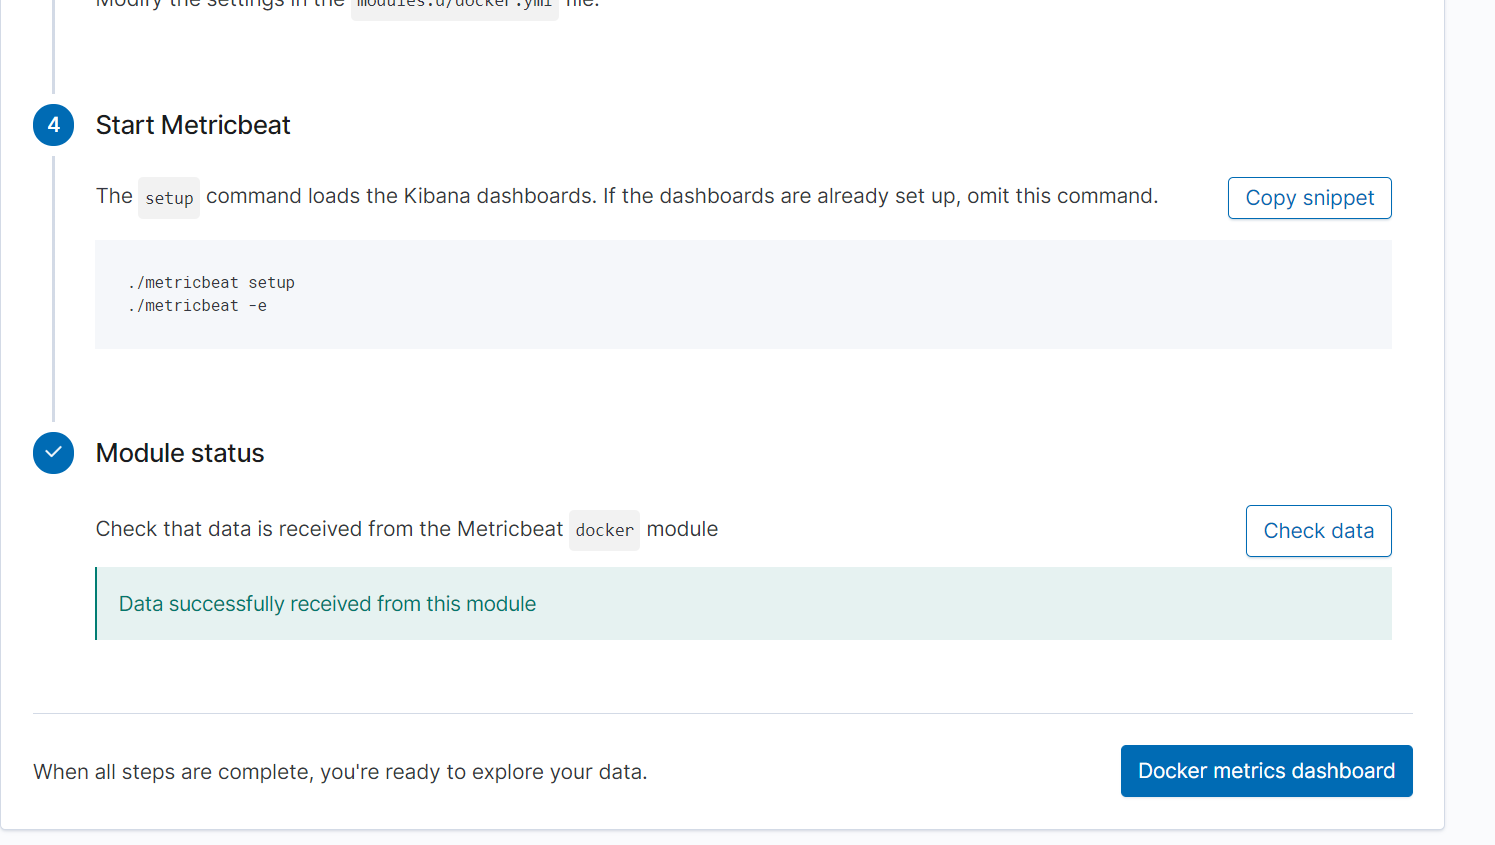 Modify the settings in the modules.d/docker.yml file.
4 Start Metricbeat
The setup command loads the Kibana dashboards. If the dashboards are already set up, omit this command.
Copy snippet
./metricbeat setup
./metricbeat -e
Module status
Check that data is received from the Metricbeat docker module
Check data
Data successfully received from this module
When all steps are complete, you're ready to explore your data.
Docker metrics dashboard